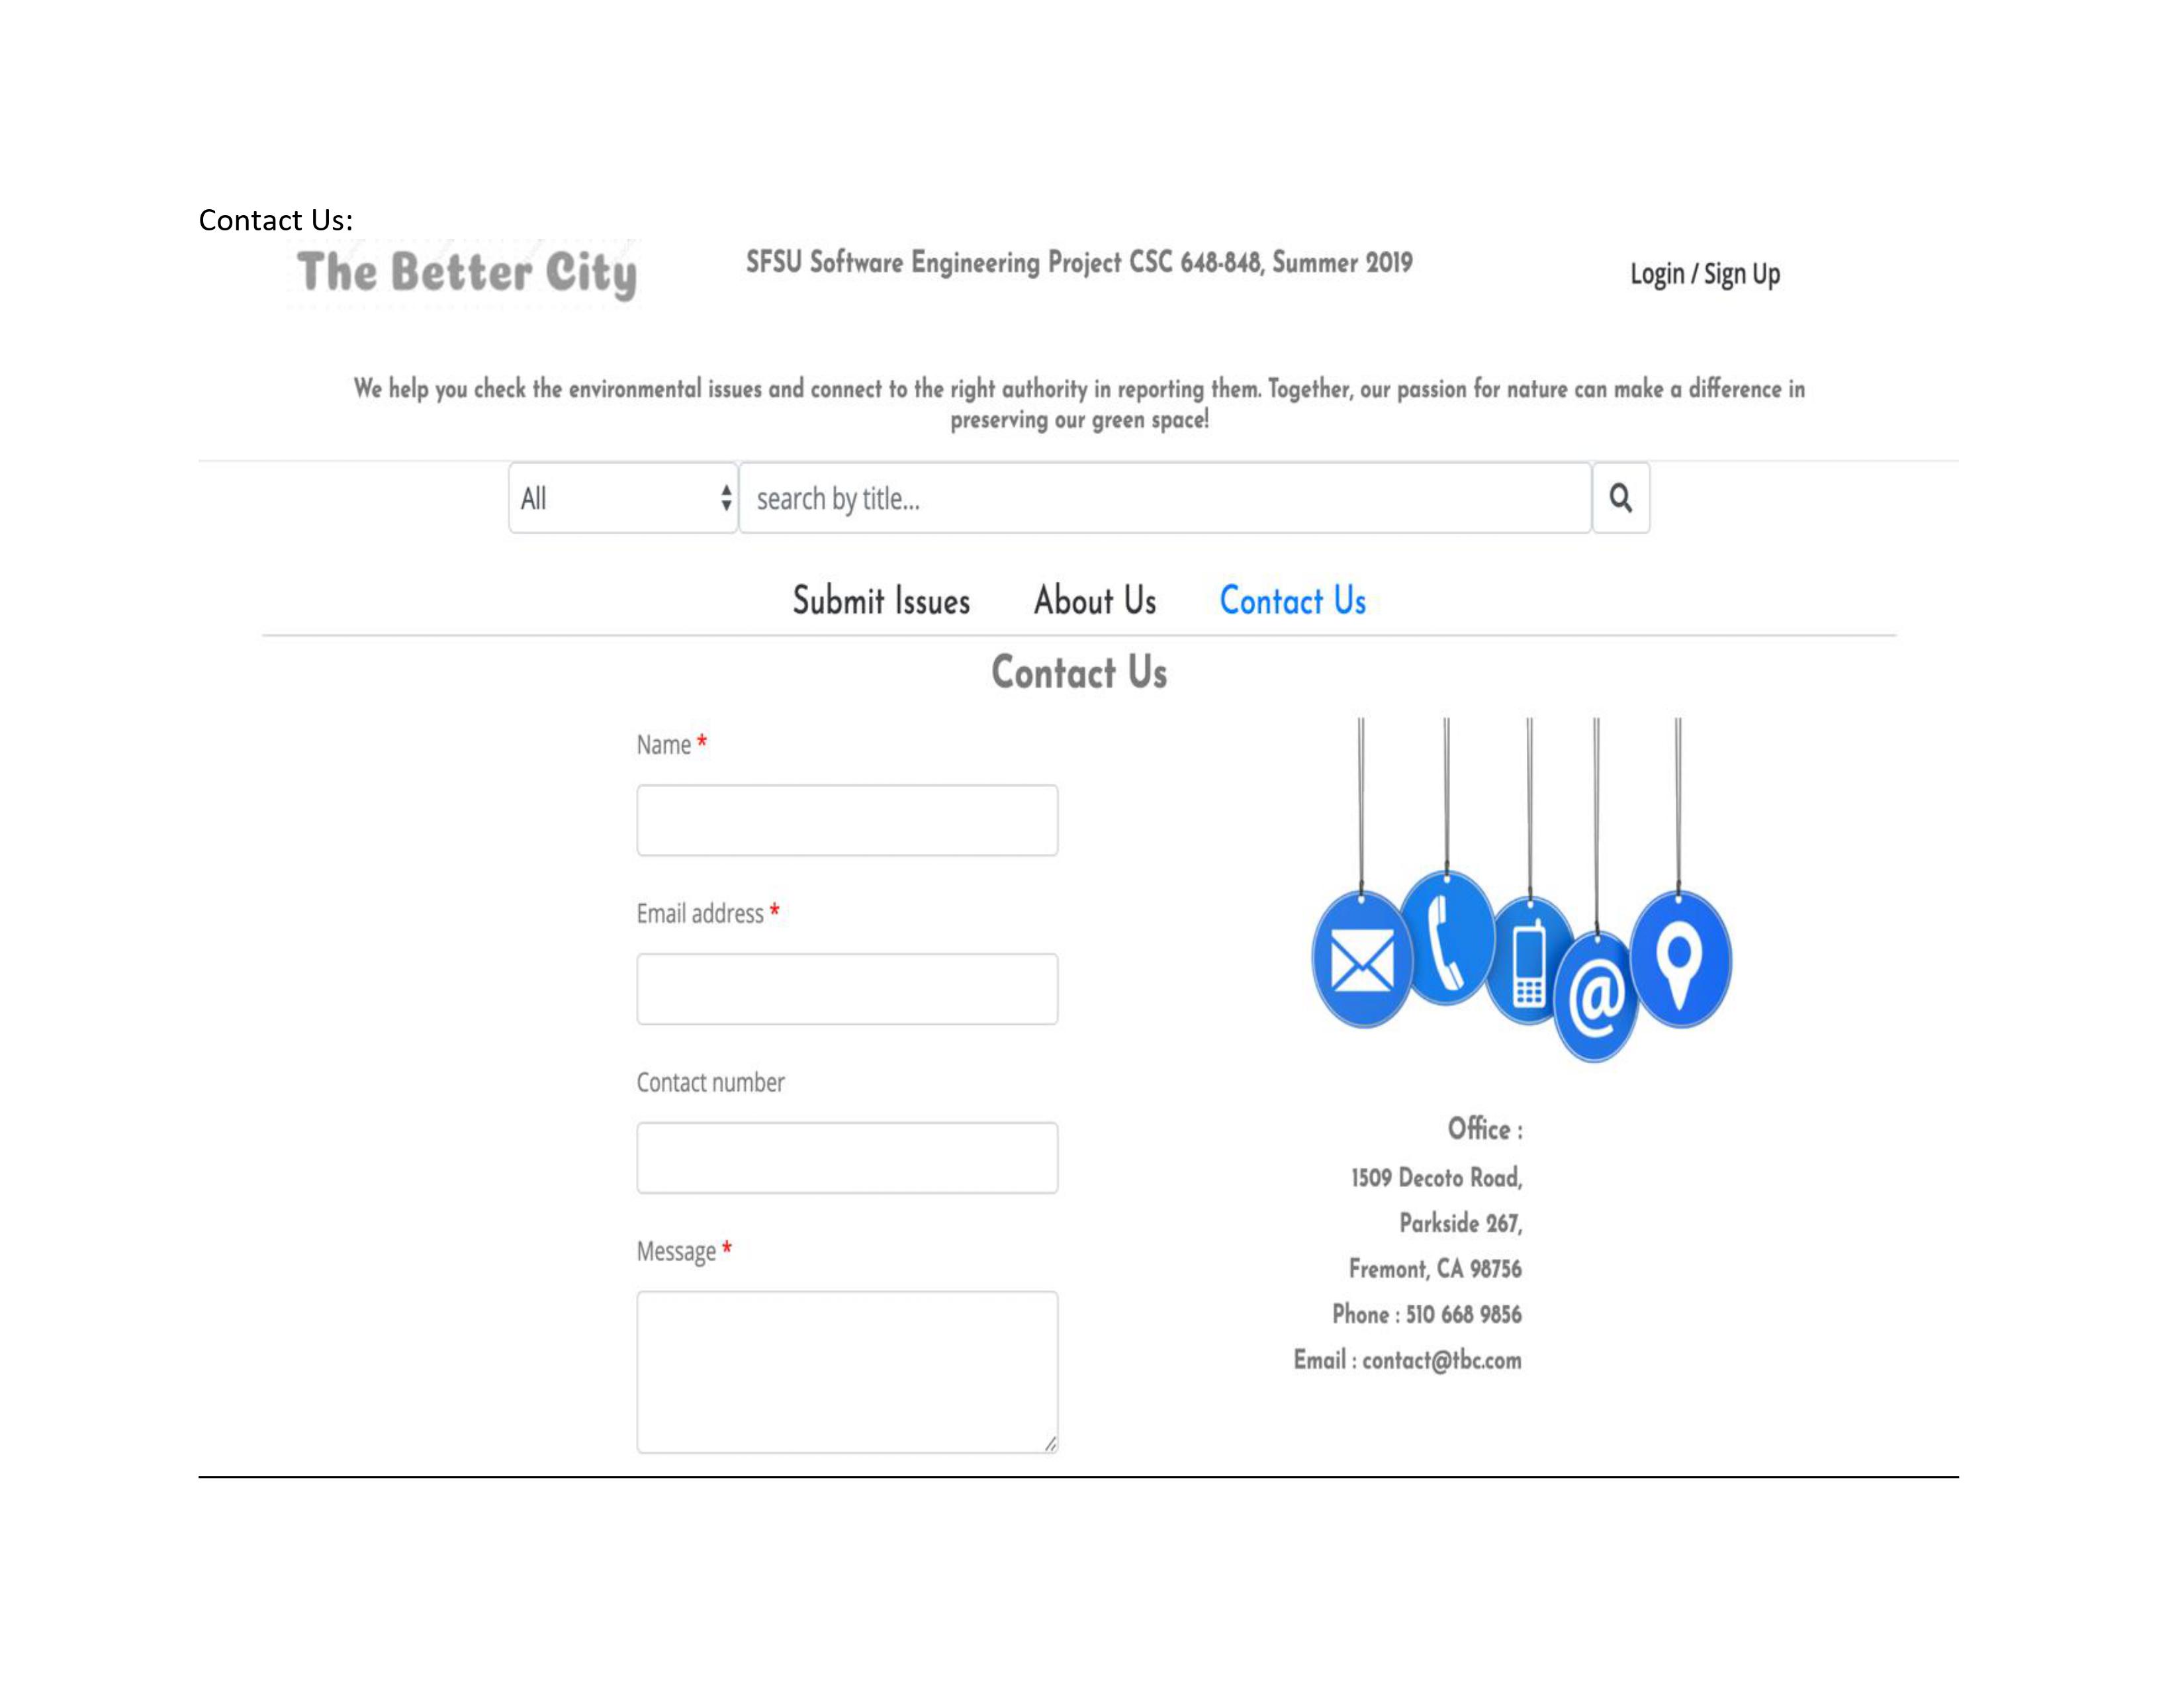 Contact Us:
The Better City
SFSU Software Engineering Project CSC 648-848, Summer 2019
Login / Sign Up
We help you check the environmental issues and connect to the right authority in reporting them. Together, our passion for nature can make a difference in
preserving our green space!
All
search by title...
Submit Issues About Us Contact Us
Contact Us
Name *
Email address *
Contact number
Message *
@
Office :
1509 Decoto Road,
Parkside 267,
Fremont, CA 98756
Phone : 510 668 9856
Email : contact@tbc.com